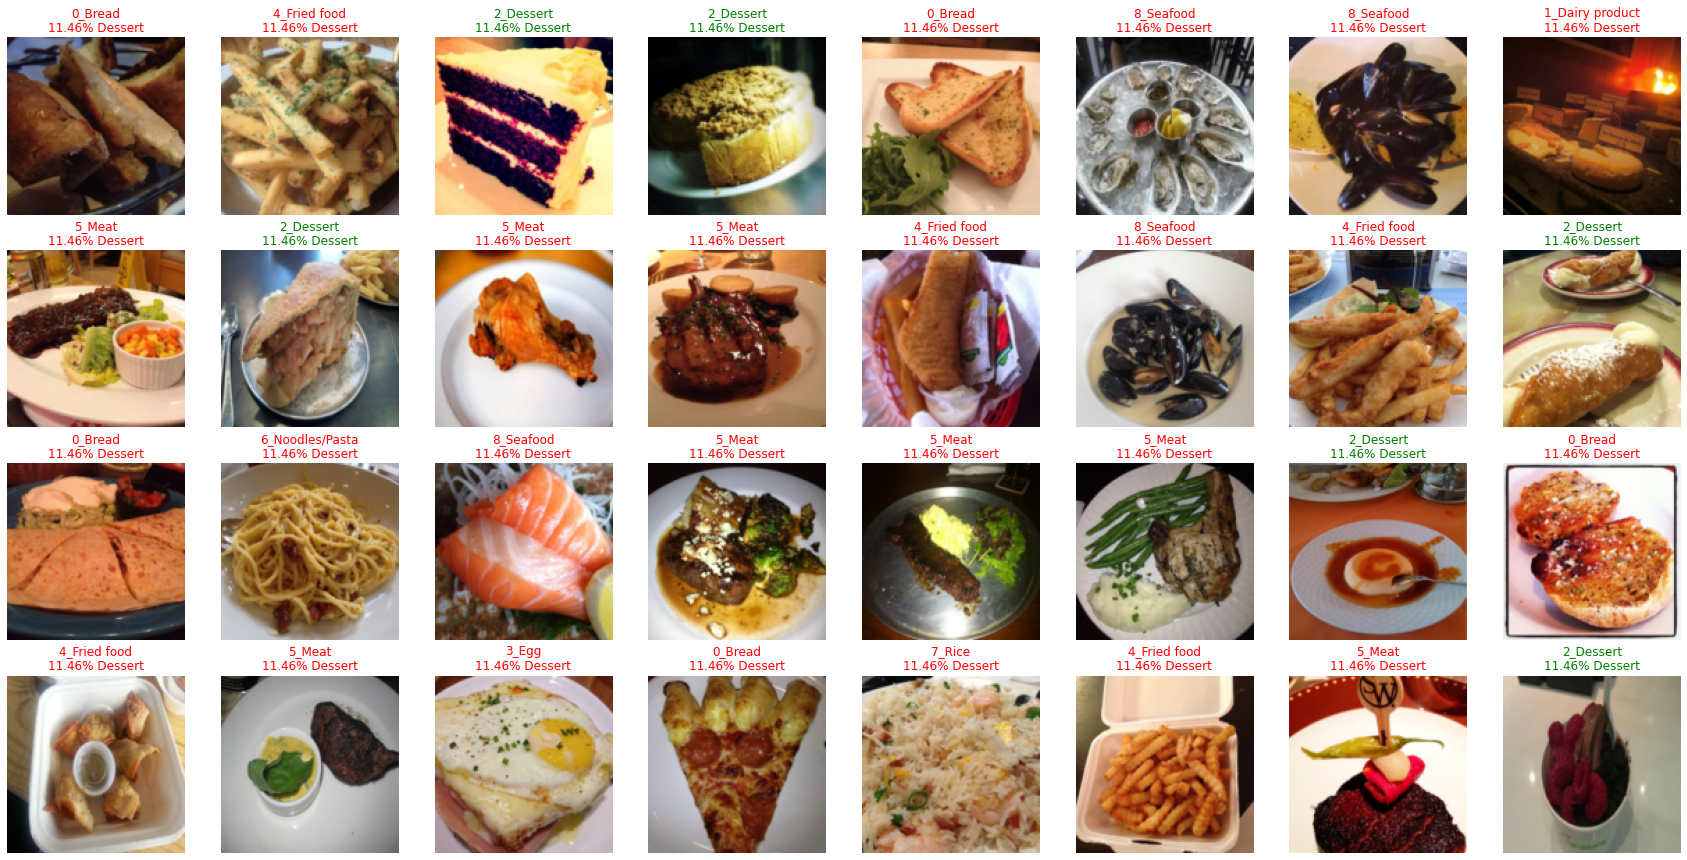 0_Bread
11.46% Dessert
4_Fried food
11.46% Dessert
2_Dessert
11.46% Dessert
2_Dessert
11.46% Dessert
0_Bread
11.46% Dessert
8_Seafood
11.46% Dessert
8_Seafood
11.46% Dessert
1_Dairy product
11.46% Dessert
5_Meat
11.46% Dessert
2_Dessert
11.46% Dessert
5_Meat
11.46% Dessert
5_Meat
11.46% Dessert
4_Fried food
11.46% Dessert
8_Seafood
11.46% Dessert
4_Fried food
11.46% Dessert
2_Dessert
11.46% Dessert
0_Bread
11.46% Dessert
6_Noodles/Pasta
11.46% Dessert
8_Seafood
11.46% Dessert
5_Meat
11.46% Dessert
5_Meat
11.46% Dessert
5_Meat
11.46% Dessert
2_Dessert
11.46% Dessert
0_Bread
11.46% Dessert
4_Fried food
11.46% Dessert
5_Meat
11.46% Dessert
3_Egg
11.46% Dessert
0_Bread
11.46% Dessert
7_Rice
11.46% Dessert
4_Fried food
11.46% Dessert
5_Meat
11.46% Dessert
2_Dessert
11.46% Dessert